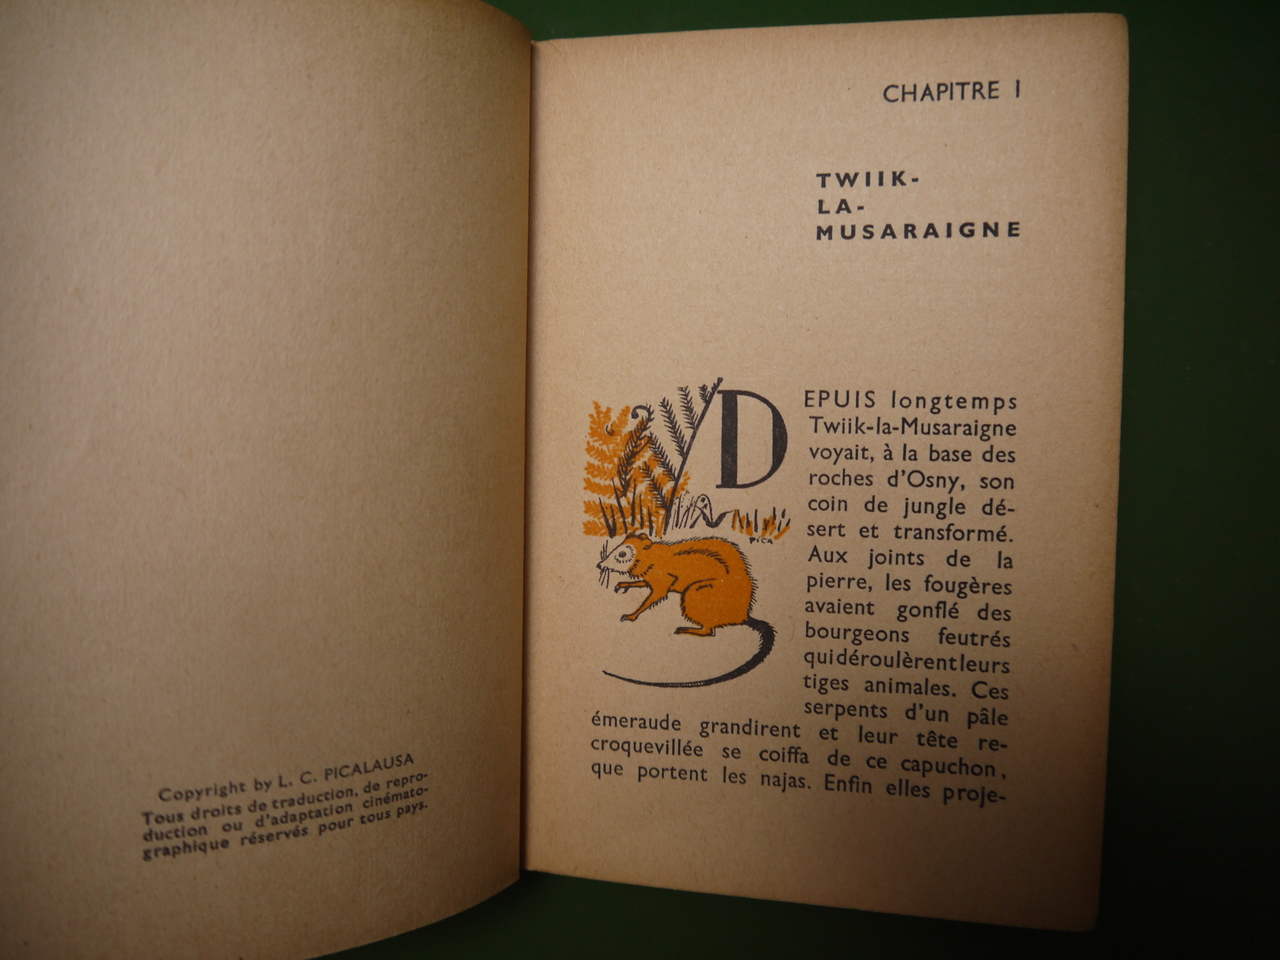 Copyright by L. C. PICALAUSA
Tous droits de traduction, de repro-
duction ou d'adaptation cinémato-
graphique réservés pour tous pays.
CHAPITRE I
TWIIK-
LA-
MUSARAIGNE
DEPUIS longtemps
Twiik-la-Musaraigne
voyait, à la base des
roches d'Osny, son
coin de jungle dé-
sert et transformé.
Aux joints de la
pierre, les fougères
avaient gonflé des
bourgeons feutrés
qui déroulèrent leurs
tiges animales. Ces
serpents d'un pâle
émeraude grandirent et leur tête re-
croquevillée se coiffa de ce capuchon,
que portent les najas. Enfin elles proje-
PICA